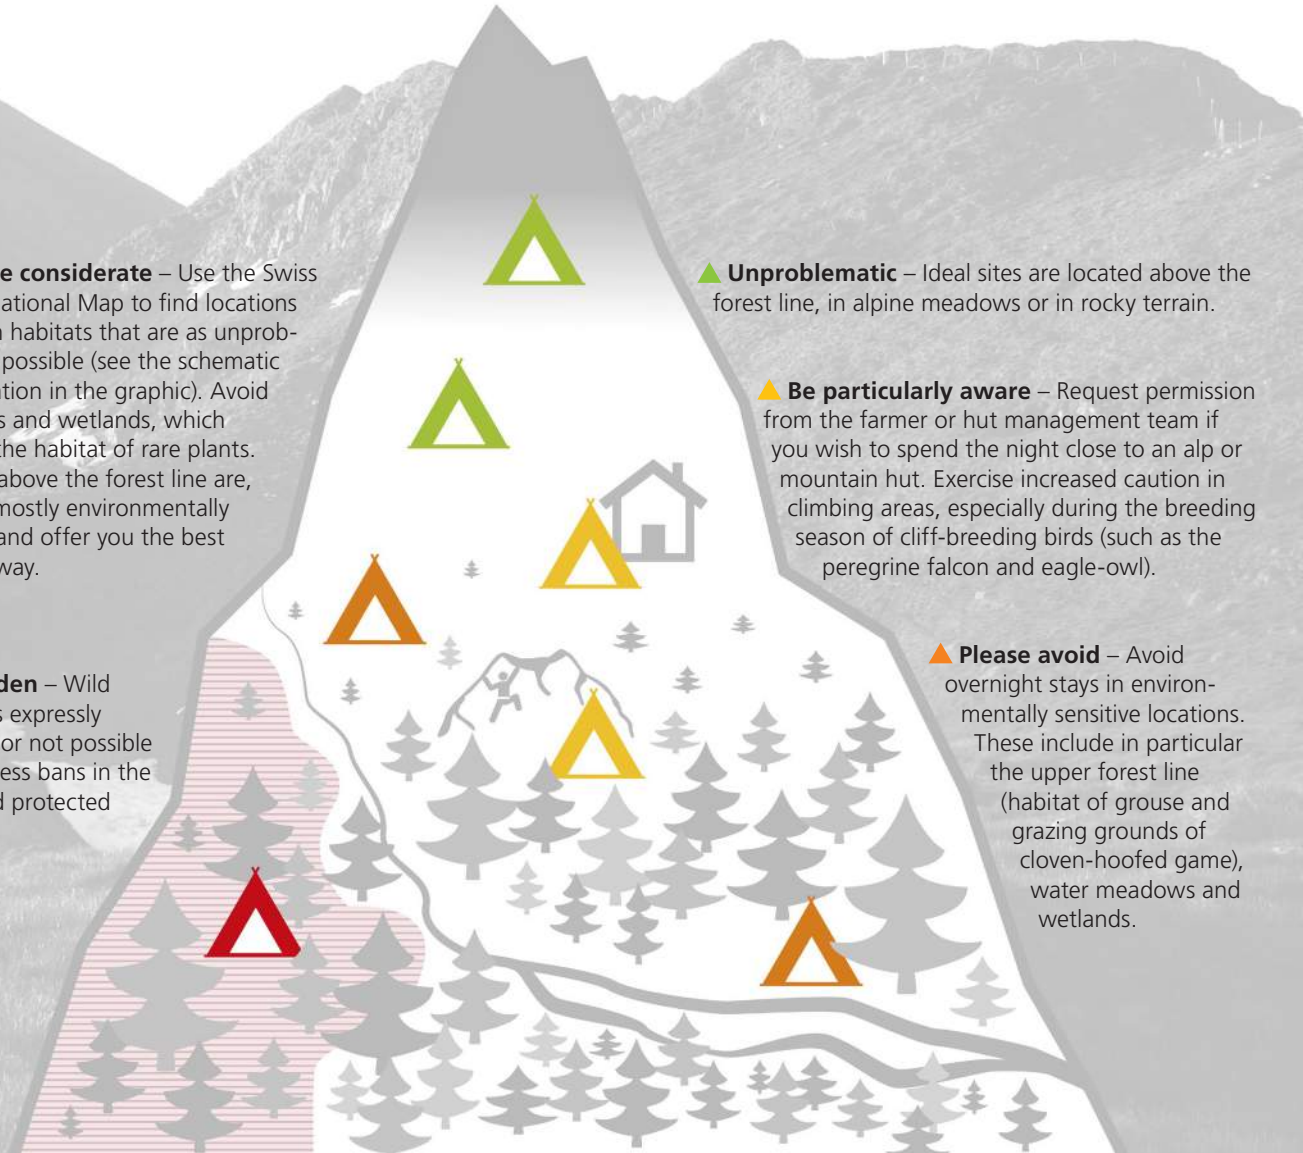 e considerate – Use the Swiss
ational Map to find locations
habitats that are as unprob-
possible (see the schematic
tion in the graphic). Avoid
s and wetlands, which
the habitat of rare plants.
above the forest line are,
mostly environmentally
and offer you the best
way.
den – Wild
s expressly
or not possible
ess bans in the
d protected
Unproblematic – Ideal sites are located above the
forest line, in alpine meadows or in rocky terrain.
Be particularly aware – Request permission
from the farmer or hut management team if
you wish to spend the night close to an alp or
mountain hut. Exercise increased caution in
climbing areas, especially during the breeding
season of cliff-breeding birds (such as the
peregrine falcon and eagle-owl).
Please avoid – Avoid
overnight stays in environ-
mentally sensitive locations.
These include in particular
the upper forest line
(habitat of grouse and
grazing grounds of
cloven-hoofed game),
water meadows and
wetlands.